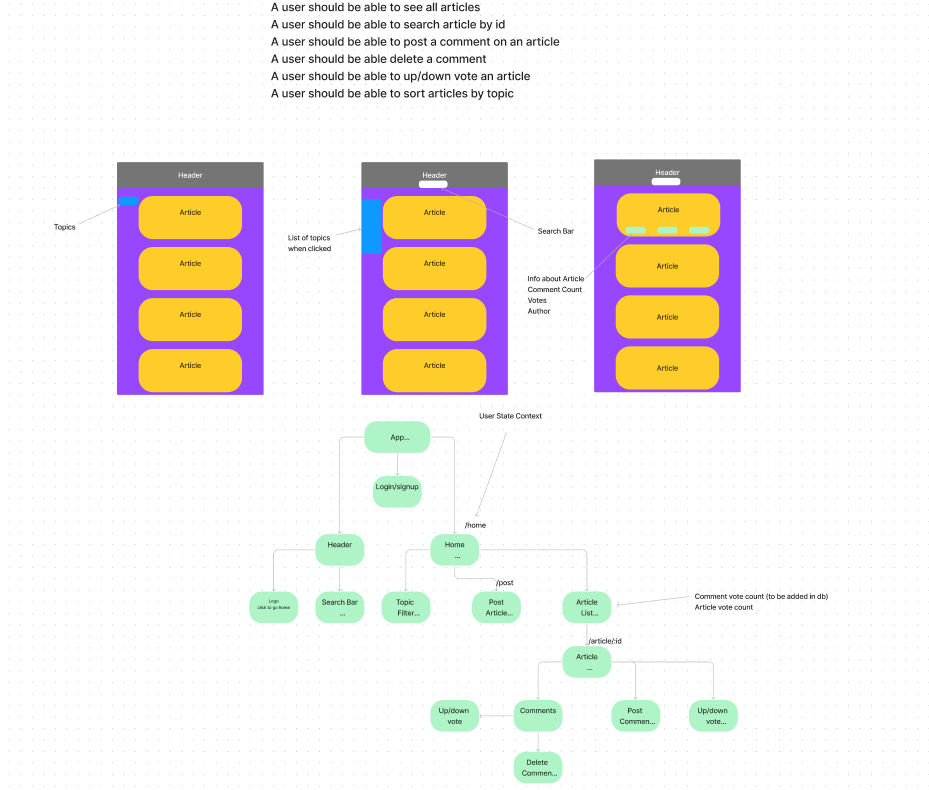 A user should be able to see all articles
A user should be able to search article by id
A user should be able to post a comment on an article
A user should be able delete a comment
A user should be able to up/down vote an article
A user should be able to sort articles by topic
Header
Article
Article
Article
Article
Topics
Header
Article
Article
Article
Article
List of topics
when clicked
Search Bar
Header
Article
Article
Article
Article
Info about Article
Comment Count
Votes
Author
User State Context
App...
Login/signup
/home
Header
Home
...
/post
Logo
click to go home
Search Bar
...
Topic
Filter...
Post
Article...
Article
List...
Comment vote count (to be added in db)
Article vote count
/article/:id
Article
...
Up/down
vote
Comments
Post
Commen...
Up/down
vote...
Delete
Commen...